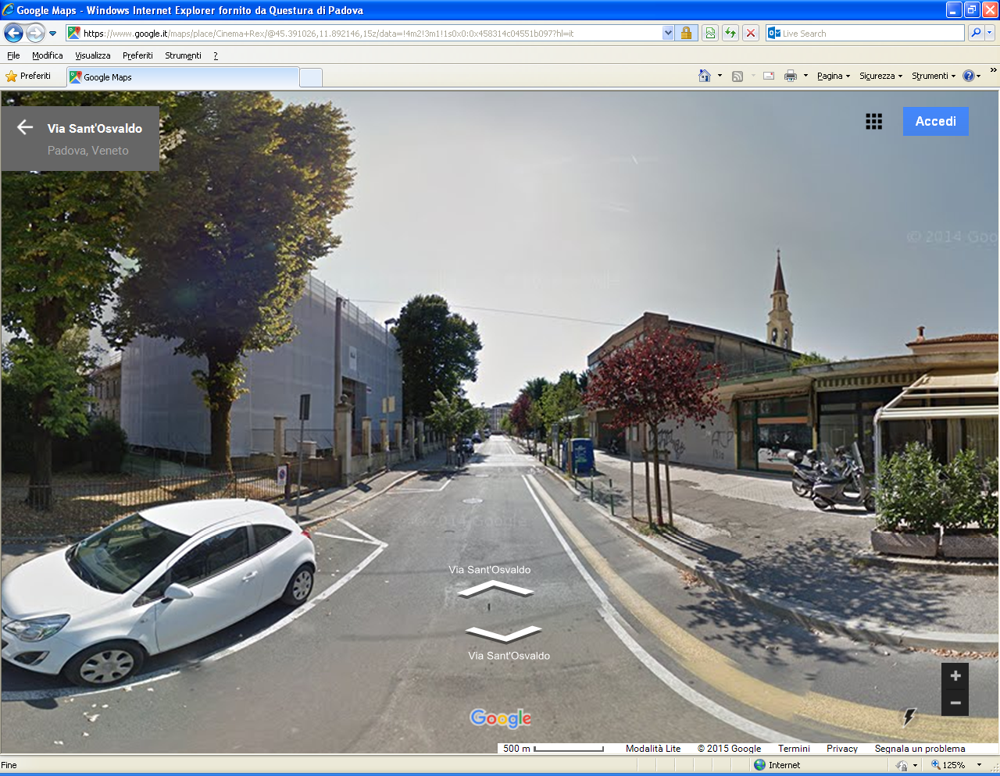 Google Maps - Windows Internet Explorer fornito da Questura di Padova
https://www.google.it/maps/place/Cinema+Rex/@45.391026,11.892146,15z/data=!4m2!3m1!1s0x0:0x458314c04551b097?hl=it
Live Search
File Modifica Visualizza Preferiti Strumenti ?
Preferiti Google Maps Pagina Sicurezza Strumenti
Via Sant'Osvaldo
Padova, Veneto
Accedi
© 2014 Goo
© 2014 Google
Via Sant'Osvaldo
Via Sant'Osvaldo
Google
500 m Modalità Lite © 2015 Google Termini Privacy Segnala un problema
Fine Internet 125%